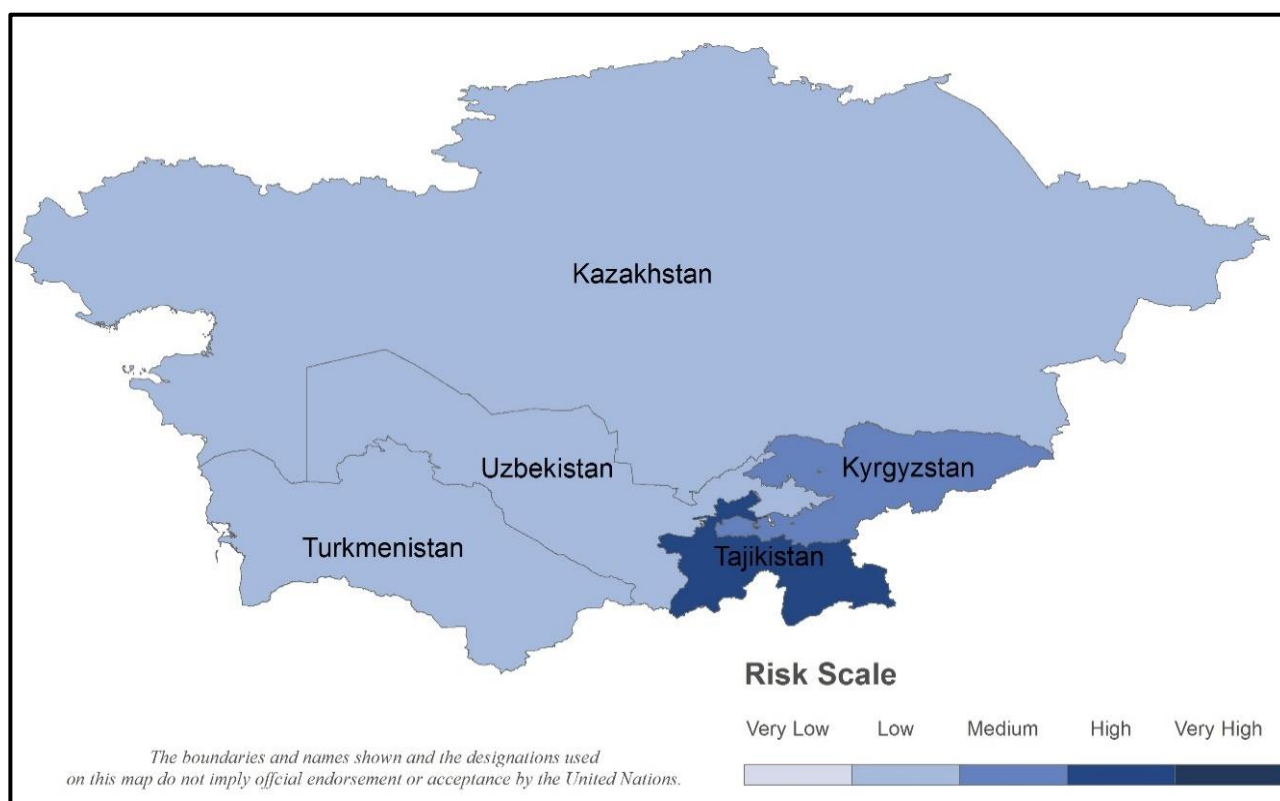 Kazakhstan
Uzbekistan
Kyrgyzstan
Turkmenistan
Tajikistan
Risk Scale
Very Low Low Medium High Very High
The boundaries and names shown and the designations used
on this map do not imply offcial endorsement or acceptance by the United Nations.